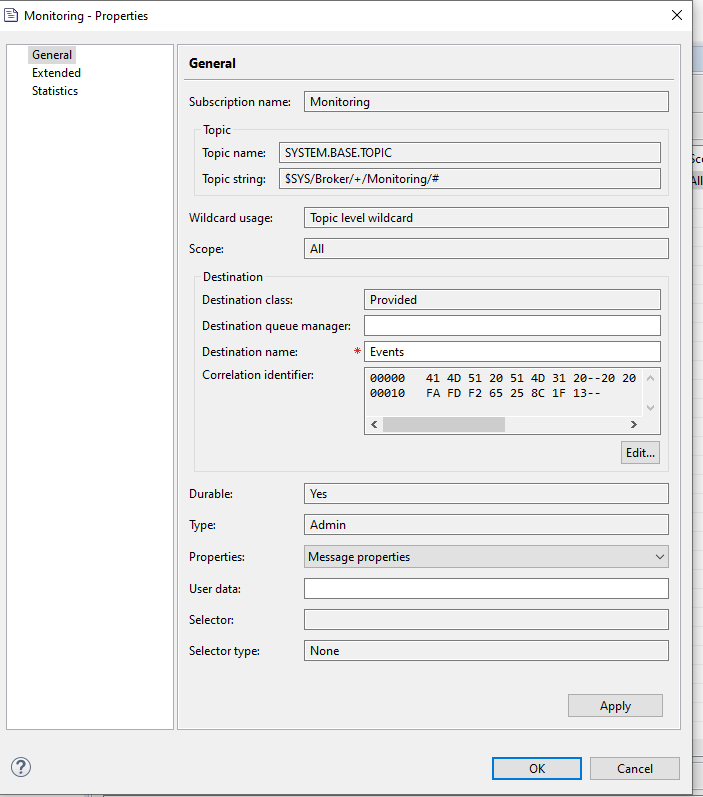 Monitoring - Properties
General
Extended
Statistics
General
Subscription name: Monitoring
Topic
Topic name: SYSTEM.BASE.TOPIC
Topic string: $SYS/Broker/+/Monitoring/#
Wildcard usage: Topic level wildcard
Scope: All
Destination
Destination class: Provided
Destination queue manager:
Destination name: * Events
Correlation identifier:
00000 41 4D 51 20 51 4D 31 20--20 20
00010 FA FD F2 65 25 8C 1F 13--
Edit...
Durable: Yes
Type: Admin
Properties: Message properties
User data:
Selector:
Selector type: None
Apply
OK Cancel
All